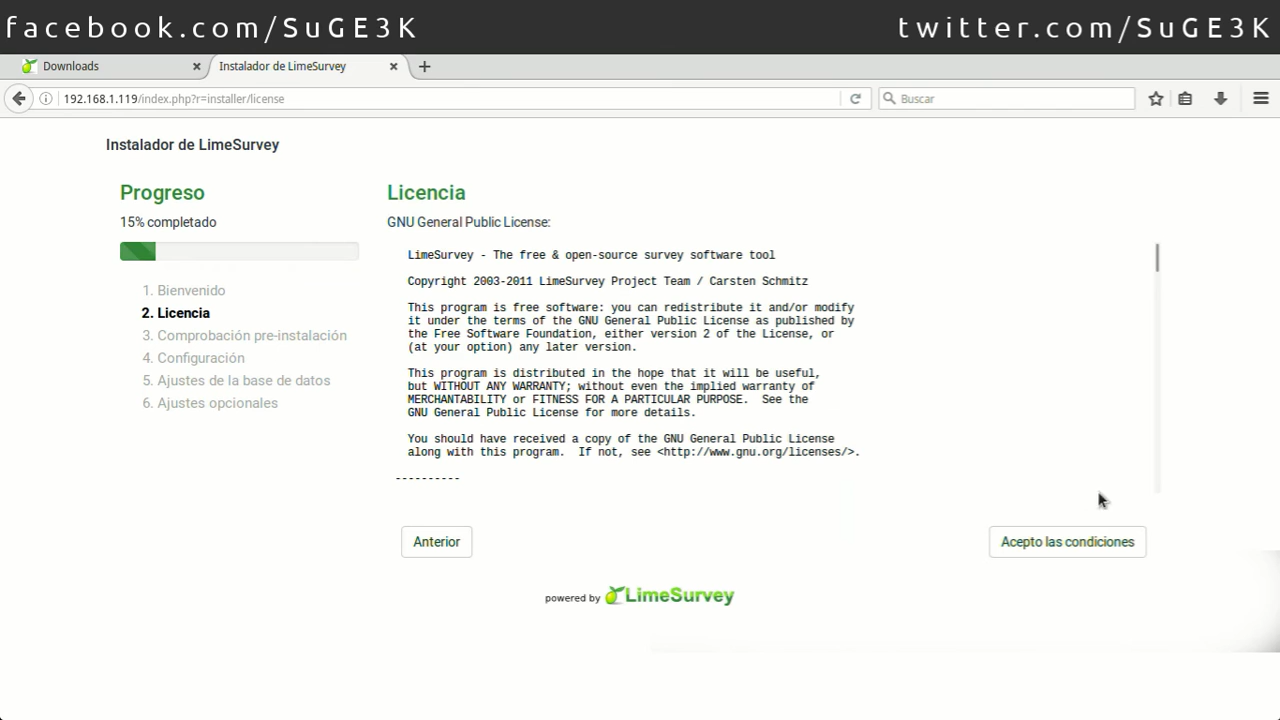 facebook.com/SuGE3K
twitter.com/SuGE3K
Downloads
Instalador de LimeSurvey
192.168.1.119/index.php?r=installer/license
Buscar
Instalador de LimeSurvey
Progreso
15% completado
1. Bienvenido
2. Licencia
3. Comprobación pre-instalación
4. Configuración
5. Ajustes de la base de datos
6. Ajustes opcionales
Licencia
GNU General Public License:
LimeSurvey - The free & open-source survey software tool
Copyright 2003-2011 LimeSurvey Project Team / Carsten Schmitz
This program is free software: you can redistribute it and/or modify
it under the terms of the GNU General Public License as published by
the Free Software Foundation, either version 2 of the License, or
(at your option) any later version.
This program is distributed in the hope that it will be useful,
but WITHOUT ANY WARRANTY; without even the implied warranty of
MERCHANTABILITY or FITNESS FOR A PARTICULAR PURPOSE.  See the
GNU General Public License for more details.
You should have received a copy of the GNU General Public License
along with this program.  If not, see <http://www.gnu.org/licenses/>.
----------
Anterior
Acepto las condiciones
powered by LimeSurvey